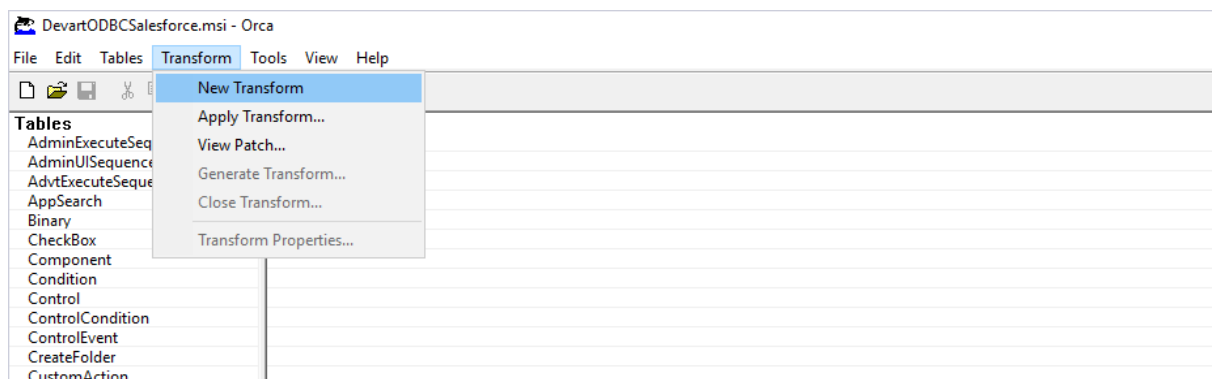 DevartODBCSalesforce.msi - Orca
File Edit Tables Transform Tools View Help
New Transform
Apply Transform...
View Patch...
Generate Transform...
Close Transform...
Transform Properties...
Tables
AdminExecuteSeq
AdminUISequence
AdvtExecuteSeque
AppSearch
Binary
CheckBox
Component
Condition
Control
ControlCondition
ControlEvent
CreateFolder
CustomAction